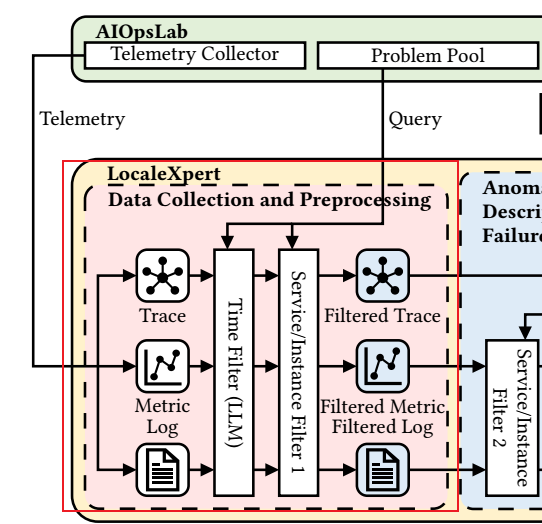 AIOpsLab
Telemetry Collector
Problem Pool
Telemetry
Query
LocaleXpert
Data Collection and Preprocessing
Trace
Metric
Log
Time Filter (LLM)
Service/Instance Filter 1
Filtered Trace
Filtered Metric
Filtered Log
Service/Instance
Filter 2